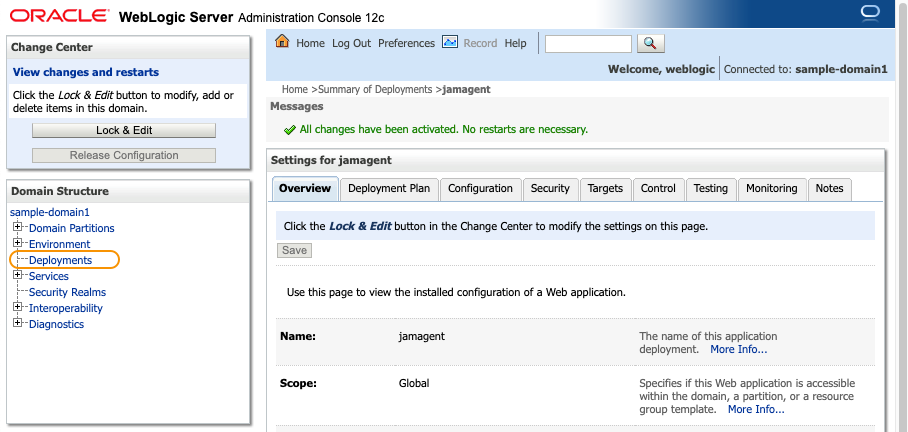 ORACLE WebLogic Server Administration Console 12c
Change Center
View changes and restarts
Click the Lock & Edit button to modify, add or
delete items in this domain.
Lock & Edit
Release Configuration
Domain Structure
sample-domain1
Domain Partitions
Environment
Deployments
Services
Security Realms
Interoperability
Diagnostics
Home Log Out Preferences Record Help
Welcome, weblogic Connected to: sample-domain1
Home >Summary of Deployments >jamagent
Messages
All changes have been activated. No restarts are necessary.
Settings for jamagent
Overview Deployment Plan Configuration Security Targets Control Testing Monitoring Notes
Click the Lock & Edit button in the Change Center to modify the settings on this page.
Save
Use this page to view the installed configuration of a Web application.
Name: jamagent The name of this application
deployment. More Info...
Scope: Global Specifies if this Web application is accessible
within the domain, a partition, or a resource
group template. More Info...